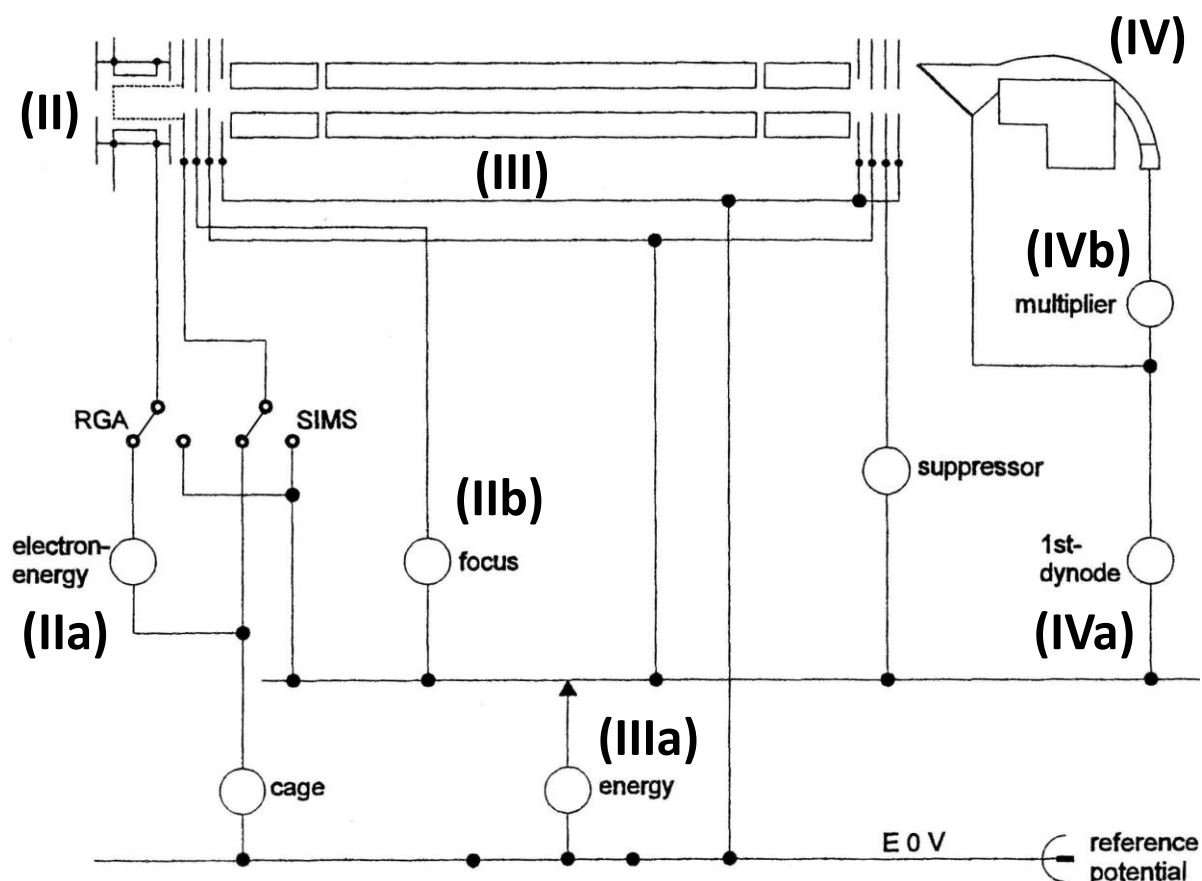 (IV)
(II)
(III)
(IVb)
multiplier
RGA
SIMS
suppressor
(IIb)
electron-
energy
focus
1st-
dynode
(IIa)
(IVa)
(IIIa)
cage
energy
E 0 V
reference
potential